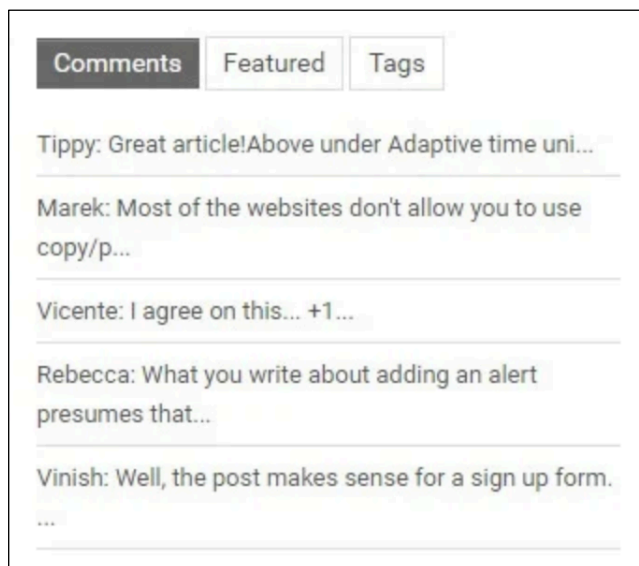 Comments Featured Tags
Tippy: Great article!Above under Adaptive time uni...
Marek: Most of the websites don't allow you to use
copy/p...
Vicente: I agree on this... +1...
Rebecca: What you write about adding an alert
presumes that...
Vinish: Well, the post makes sense for a sign up form.
...